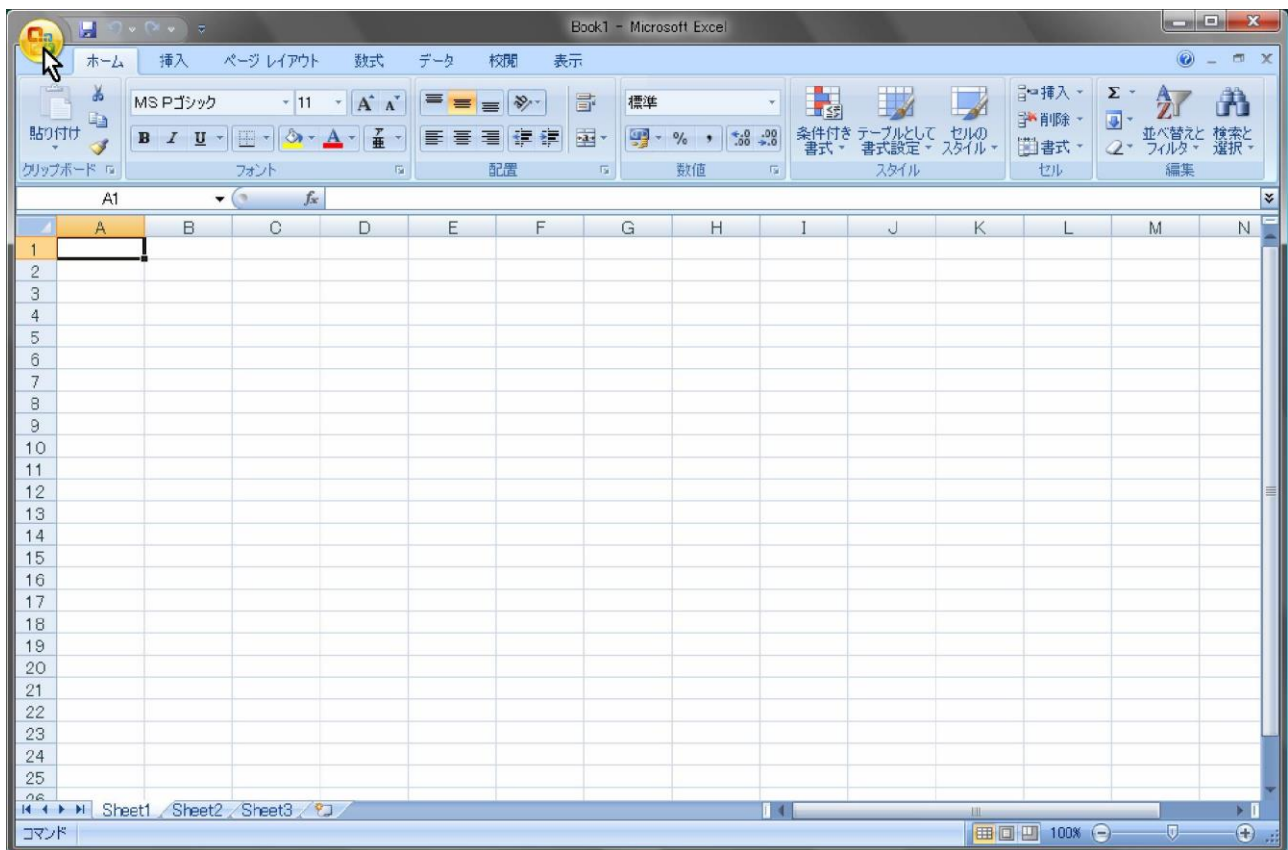 Book1 - Microsoft Excel
ホーム 挿入 ページ レイアウト 数式 データ 校閲 表示
MS Pゴシック 11 A A 標準 挿入 Σ
貼り付け B I U A 亜 % , .00 .00 条件付き書式 テーブルとして書式設定 セルのスタイル 削除 書式 並べ替えとフィルタ 検索と選択
クリップボード フォント 配置 数値 スタイル セル 編集
A1 fx
A B C D E F G H I J K L M N
1
2
3
4
5
6
7
8
9
10
11
12
13
14
15
16
17
18
19
20
21
22
23
24
25
26
Sheet1 Sheet2 Sheet3
コマンド 100%